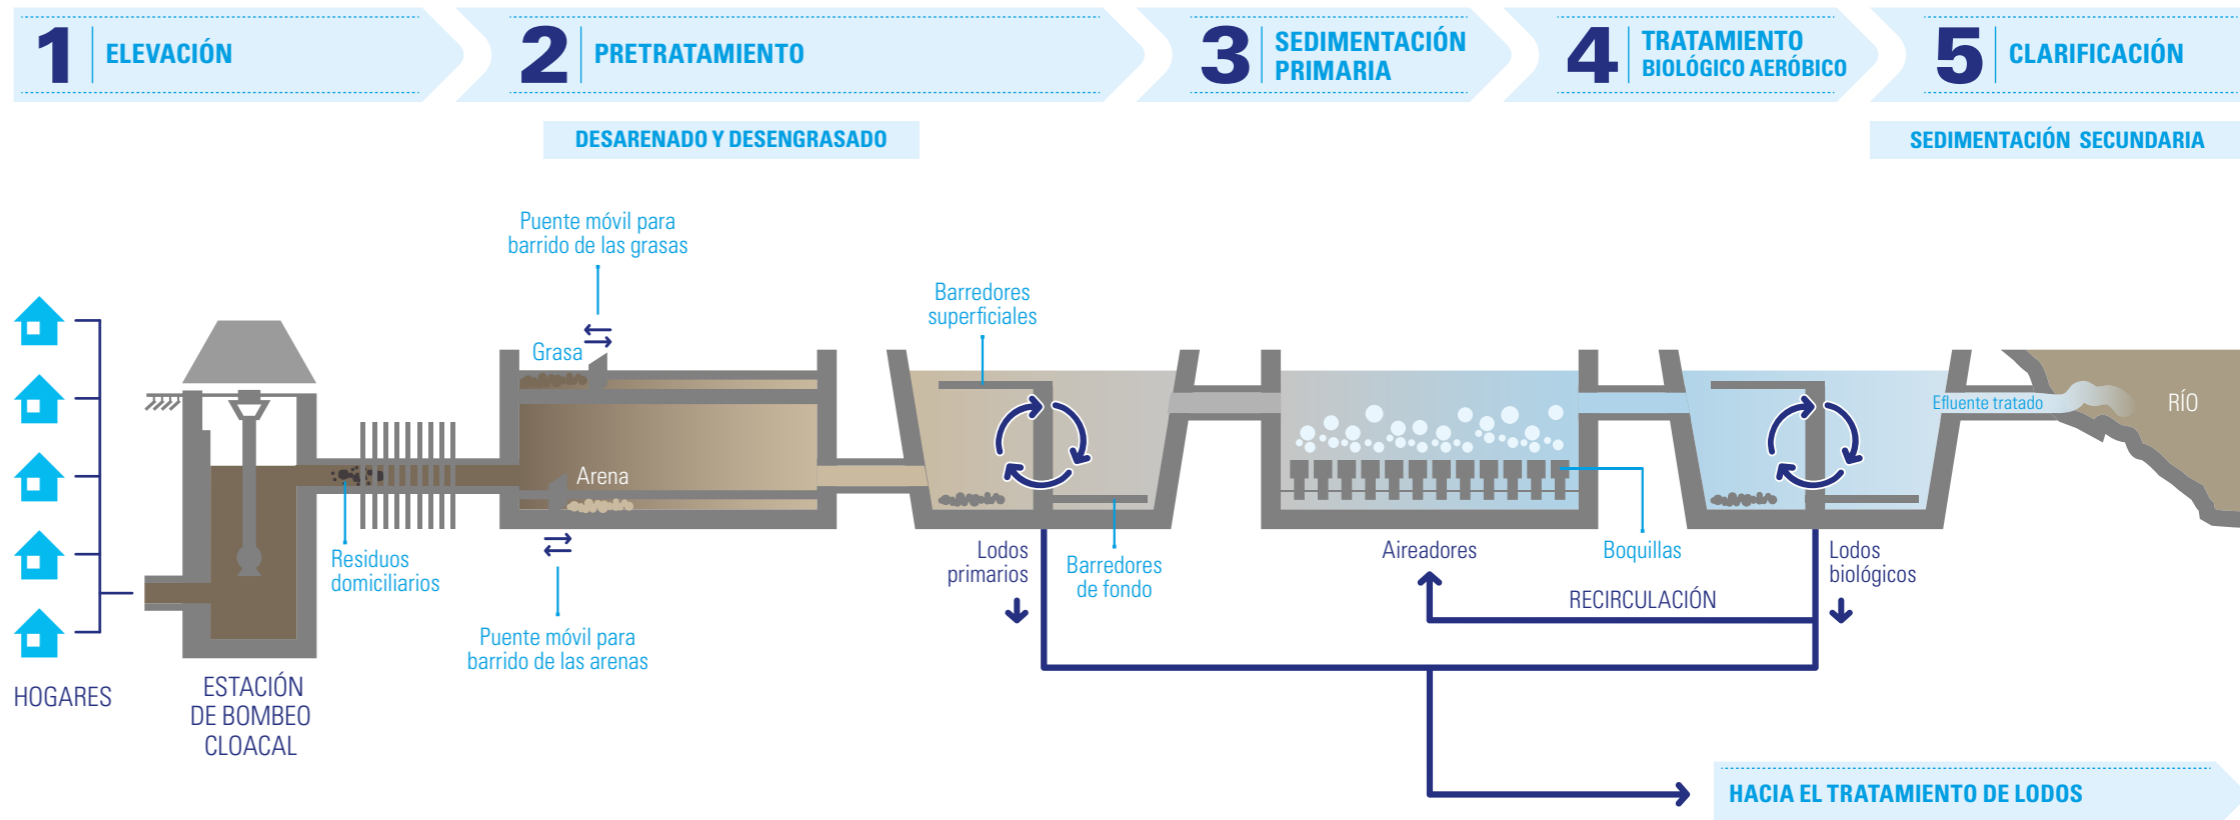 1 ELEVACIÓN
2 PRETRATAMIENTO
3 SEDIMENTACIÓN
PRIMARIA
4 TRATAMIENTO
BIOLÓGICO AERÓBICO
5 CLARIFICACIÓN
DESARENADO Y DESENGRASADO
SEDIMENTACIÓN SECUNDARIA
Puente móvil para
barrido de las grasas
Grasa
Arena
Residuos
domiciliarios
Puente móvil para
barrido de las arenas
HOGARES
ESTACIÓN
DE BOMBEO
CLOACAL
Barredores
superficiales
Lodos
primarios
Barredores
de fondo
Aireadores
Boquillas
RECIRCULACIÓN
Lodos
biológicos
Efluente tratado
RÍO
HACIA EL TRATAMIENTO DE LODOS